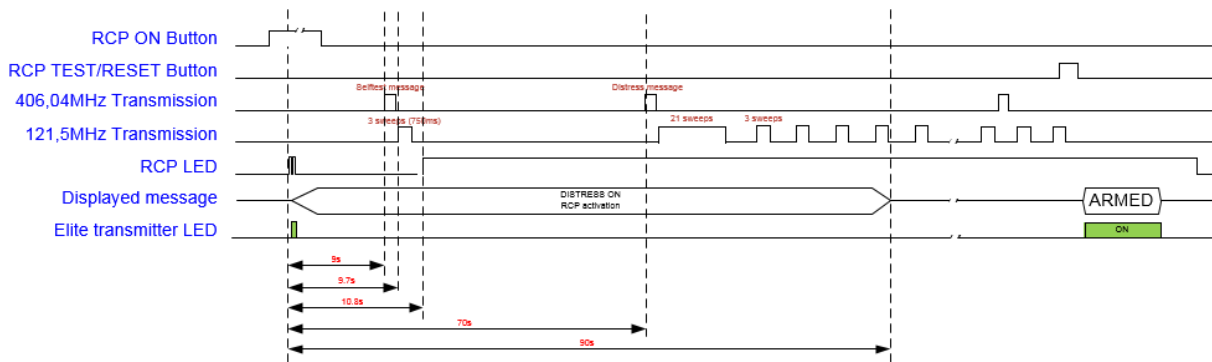 RCP ON Button
RCP TEST/RESET Button
Selftest message
Distress message
406,04MHz Transmission
3 sweeps (750ms)
21 sweeps
3 sweeps
121,5MHz Transmission
RCP LED
Displayed message
DISTRESS ON
RCP activation
ARMED
Elite transmitter LED
ON
9s
9.7s
10.8s
70s
90s